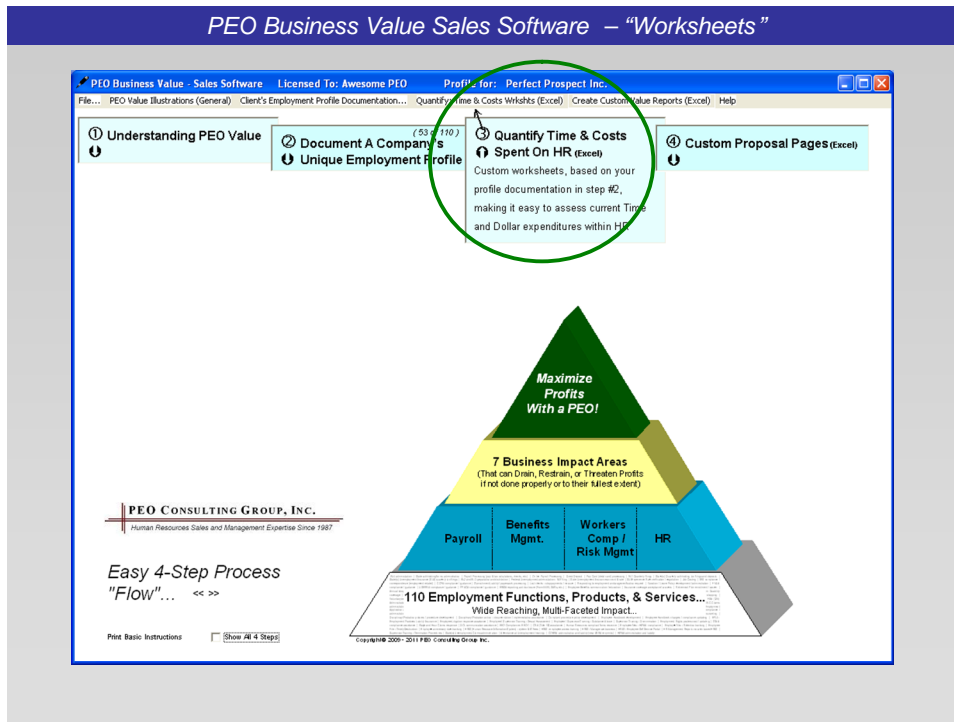 PEO Business Value Sales Software – “Worksheets”
PEO Business Value - Sales Software Licensed To: Awesome PEO Profile for: Perfect Prospect Inc.
File... PEO Value Illustrations (General) Client's Employment Profile Documentation... Quantify Time & Costs Wrkshts (Excel) Create Custom Value Reports (Excel) Help
① Understanding PEO Value
( 53 of 110 )
② Document A Company's
Unique Employment Profile
③ Quantify Time & Costs
Spent On HR (Excel)
Custom worksheets, based on your
profile documentation in step #2,
making it easy to assess current Time
and Dollar expenditures within HR
④ Custom Proposal Pages (Excel)
Maximize
Profits
With a PEO!
7 Business Impact Areas
(That can Drain, Restrain, or Threaten Profits
if not done properly or to their fullest extent)
Payroll
Benefits
Mgmt.
Workers
Comp /
Risk Mgmt
HR
PEO CONSULTING GROUP, INC.
Human Resources Sales and Management Expertise Since 1987
Easy 4-Step Process
"Flow"... << >>
110 Employment Functions, Products, & Services...
Wide Reaching, Multi-Faceted Impact...
Print Basic Instructions Show All 4 Steps
Copyright© 2009 - 2011 PEO Consulting Group Inc.